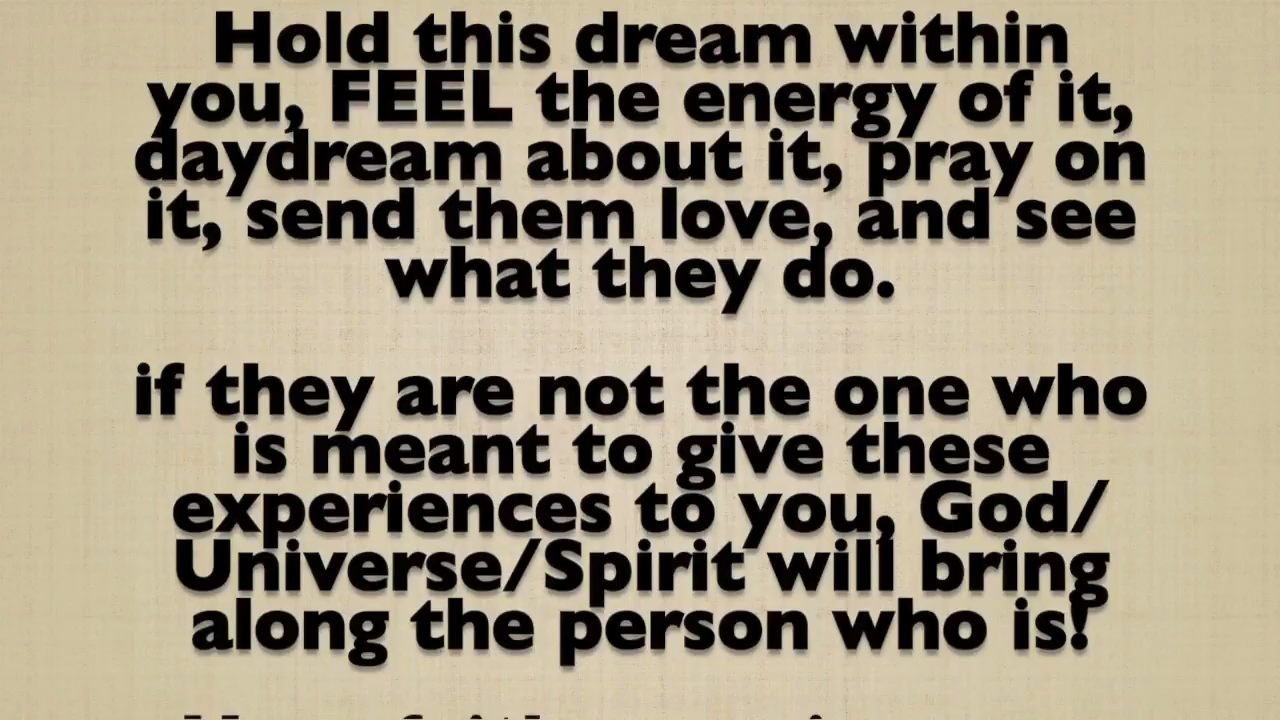 Hold this dream within
you, FEEL the energy of it,
daydream about it, pray on
it, send them love, and see
what they do.
if they are not the one who
is meant to give these
experiences to you, God/
Universe/Spirit will bring
along the person who is!